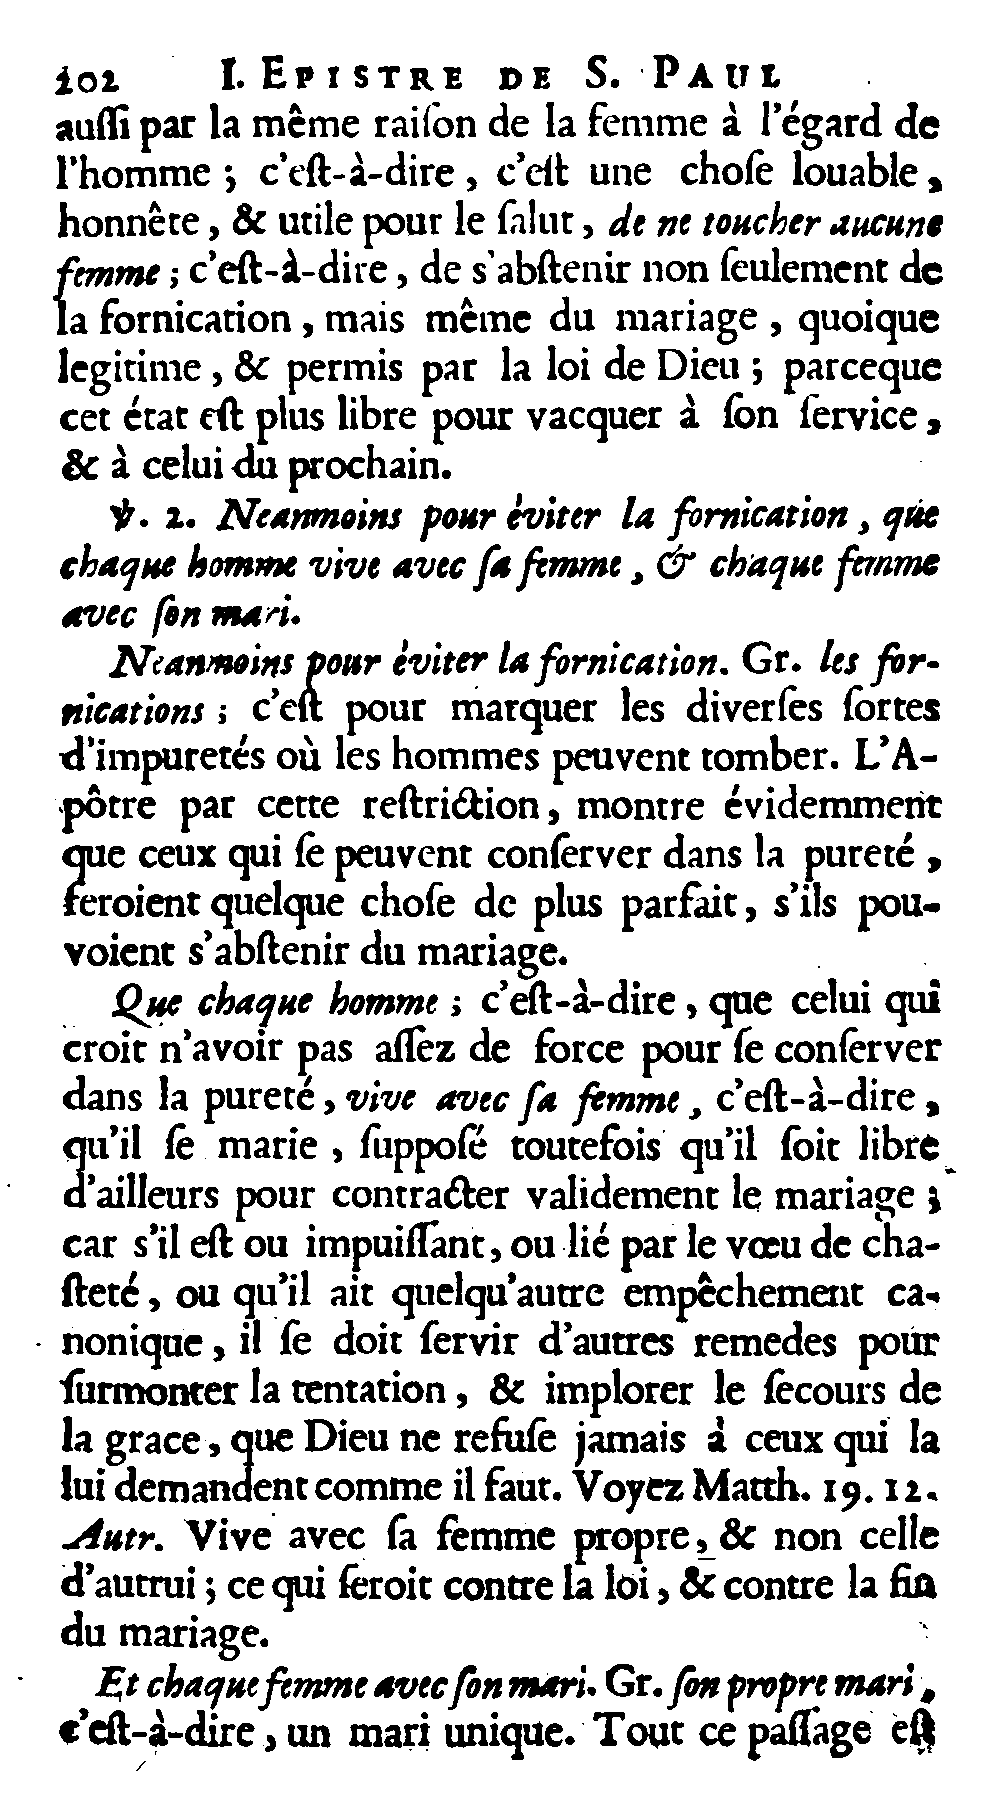 202 I. EPISTRE DE S. PAUL
auſſi par la même raiſon de la femme à l'égard de
l'homme ; c'eſt-à-dire , c'eſt une choſe louable ,
honnête , & utile pour le ſalut , de ne toucher aucune
femme ; c'eſt-à-dire , de s'abſtenir non ſeulement de
la fornication , mais même du mariage , quoique
legitime , & permis par la loi de Dieu ; parceque
cet état eſt plus libre pour vacquer à ſon ſervice ,
& à celui du prochain.
℣. 2. Neanmoins pour éviter la fornication , que
chaque homme vive avec ſa femme , & chaque femme
avec ſon mari.
Neanmoins pour éviter la fornication. Gr. les for-
nications ; c'eſt pour marquer les diverſes ſortes
d'impuretés où les hommes peuvent tomber. L'A-
pôtre par cette reſtriction , montre évidemment
que ceux qui ſe peuvent conſerver dans la pureté ,
feroient quelque choſe de plus parfait , s'ils pou-
voient s'abſtenir du mariage.
Que chaque homme ; c'eſt-à-dire , que celui qui
croit n'avoir pas aſſez de force pour ſe conſerver
dans la pureté , vive avec ſa femme , c'eſt-à-dire ,
qu'il ſe marie , ſuppoſé toutefois qu'il ſoit libre
d'ailleurs pour contracter validement le mariage ;
car s'il eſt ou impuiſſant , ou lié par le vœu de cha-
ſteté , ou qu'il ait quelqu'autre empêchement ca-
nonique , il ſe doit ſervir d'autres remedes pour
ſurmonter la tentation , & implorer le ſecours de
la grace , que Dieu ne refuſe jamais à ceux qui la
lui demandent comme il faut. Voyez Matth. 19. 12.
Autr. Vive avec ſa femme propre , & non celle
d'autrui ; ce qui ſeroit contre la loi , & contre la fin
du mariage.
Et chaque femme avec ſon mari. Gr. ſon propre mari ,
c'eſt-à-dire , un mari unique. Tout ce paſſage eſt